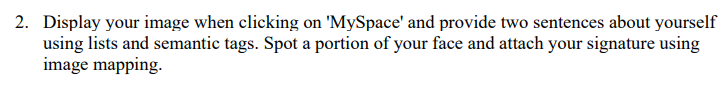 2. Display your image when clicking on 'MySpace' and provide two sentences about yourself
using lists and semantic tags. Spot a portion of your face and attach your signature using
image mapping.